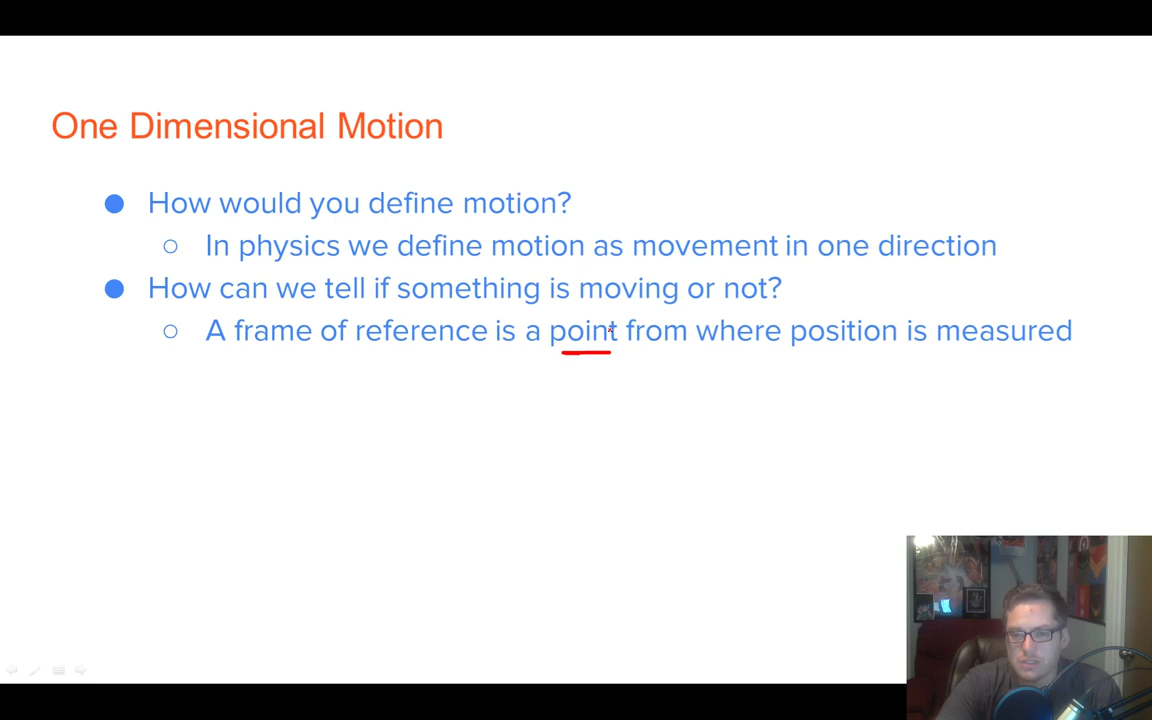 One Dimensional Motion
● How would you define motion?
○ In physics we define motion as movement in one direction
● How can we tell if something is moving or not?
○ A frame of reference is a point from where position is measured